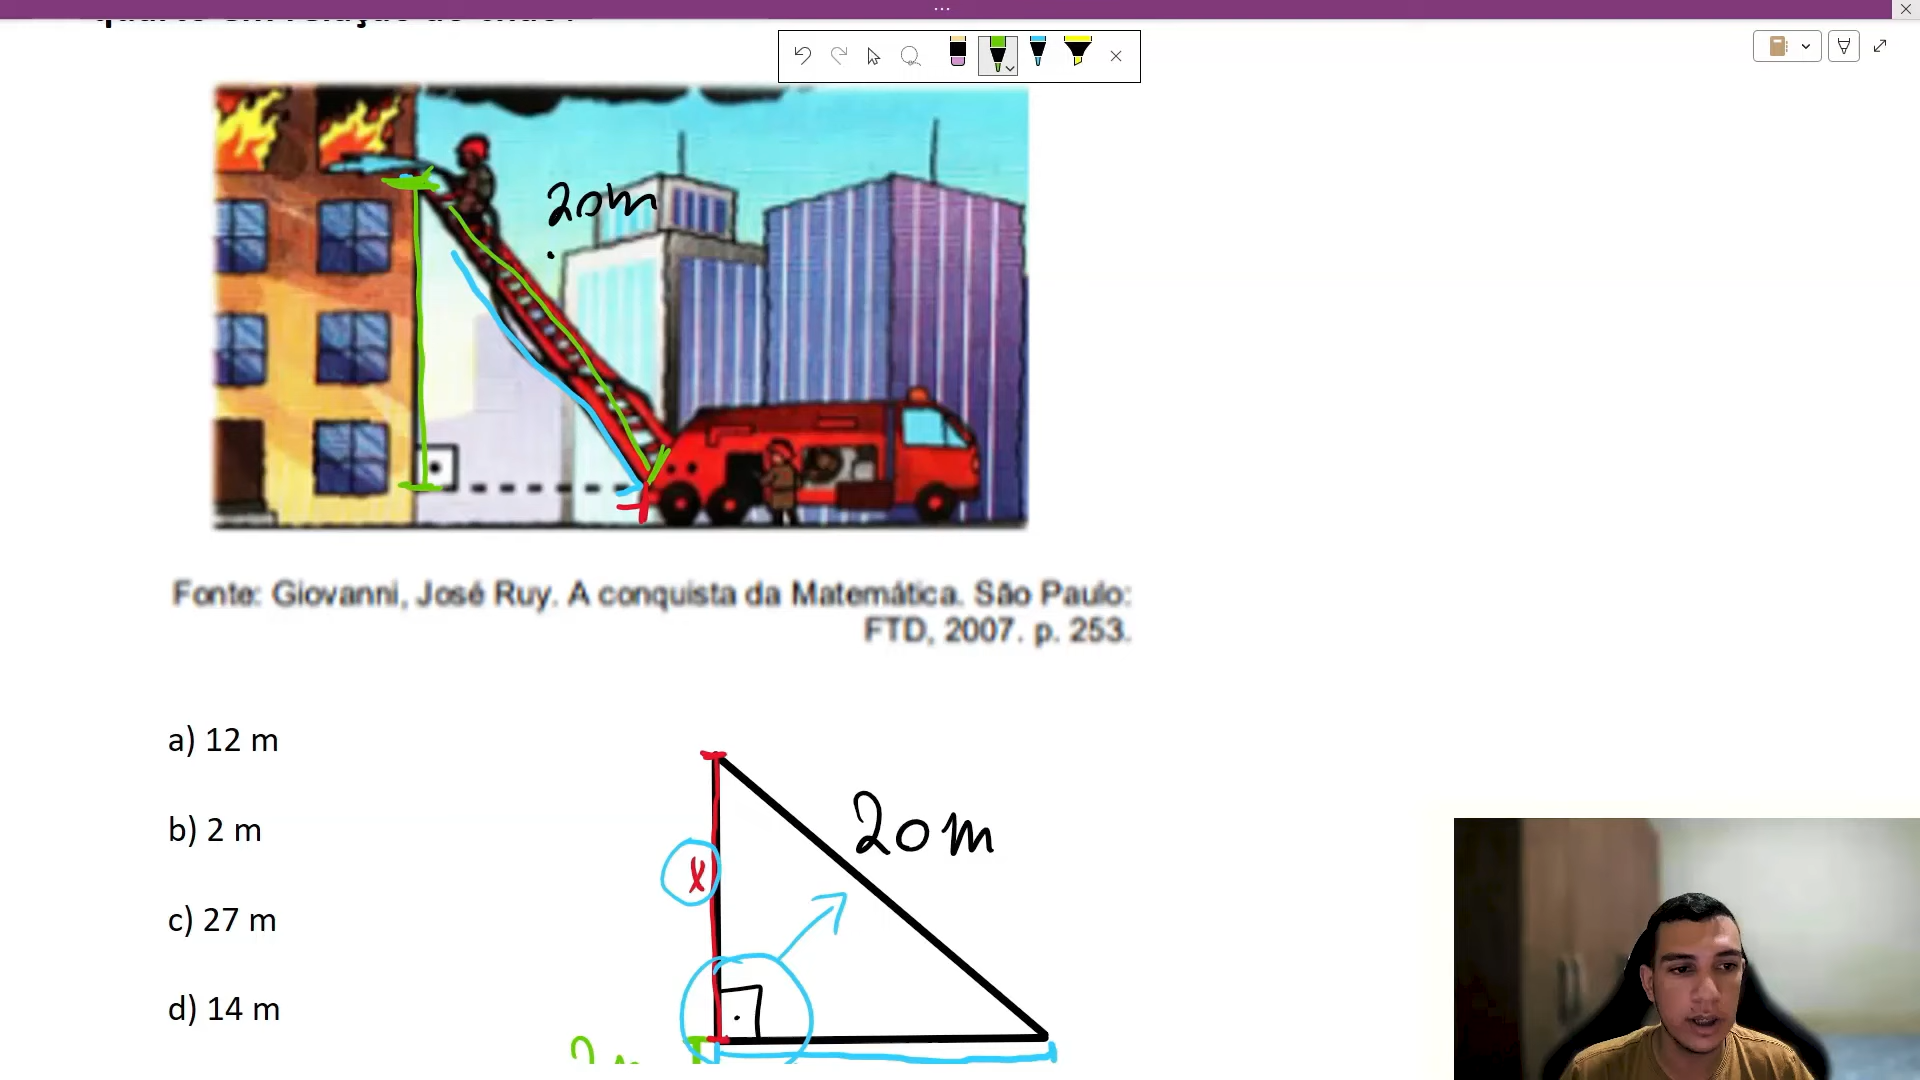 20m
Fonte: Giovanni, José Ruy. A conquista da Matemática. São Paulo:
FTD, 2007. p. 253.
a) 12 m
b) 2 m
c) 27 m
d) 14 m
20m
x